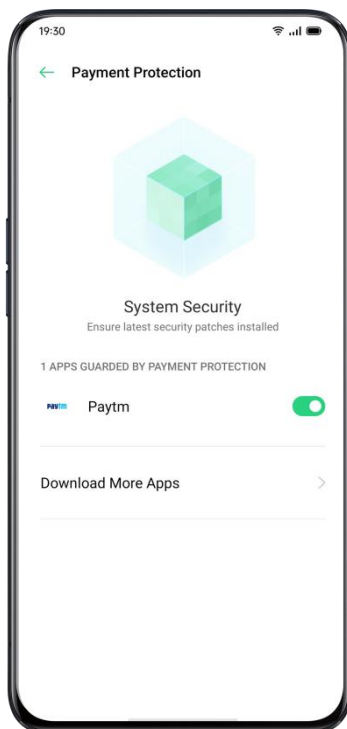 19:30
Payment Protection
System Security
Ensure latest security patches installed
1 APPS GUARDED BY PAYMENT PROTECTION
Paytm
Paytm
Download More Apps